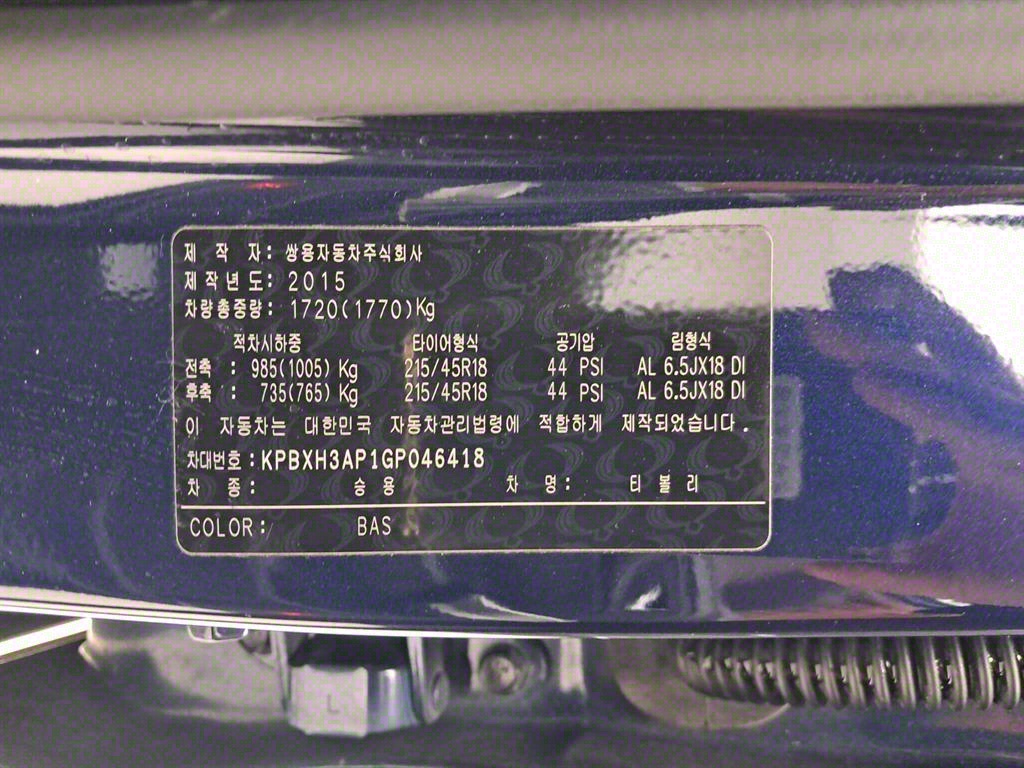 제 작 자: 쌍용자동차주식회사
제작년도: 2015
차량총중량: 1720(1770)Kg
적차시하중 타이어형식 공기압 림형식
전축 : 985(1005) Kg 215/45R18 44 PSI AL 6.5JX18 DI
후축 : 735(765) Kg 215/45R18 44 PSI AL 6.5JX18 DI
이 자동차는 대한민국 자동차관리법령에 적합하게 제작되었습니다.
차대번호: KPBXH3AP1GP046418
차 종: 승 용 차 명: 티 볼 리
COLOR: BAS
L